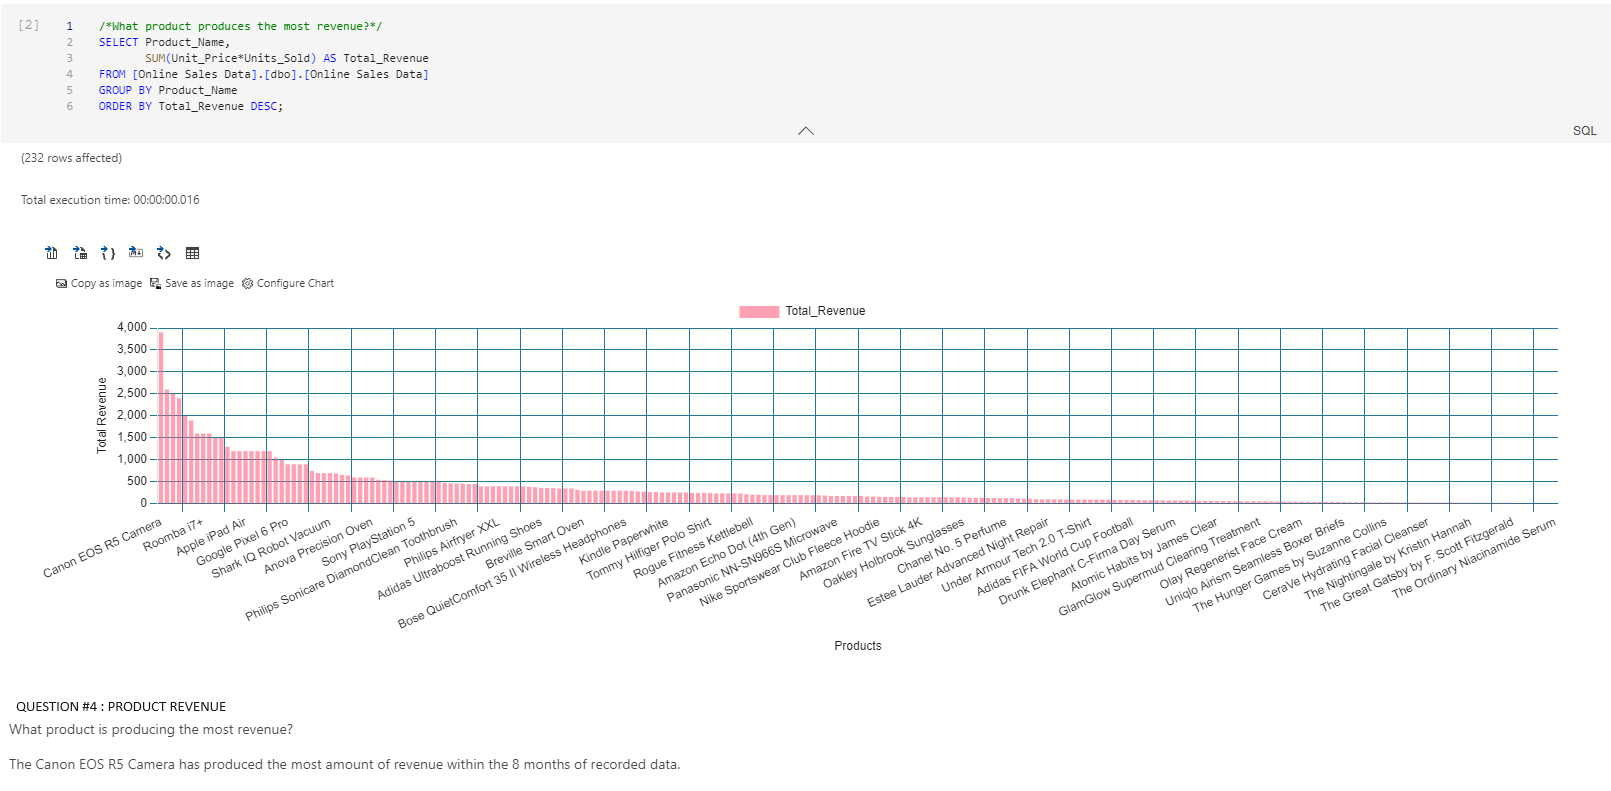 [2]
1 /*What product produces the most revenue?*/
2 SELECT Product_Name,
3 SUM(Unit_Price*Units_Sold) AS Total_Revenue
4 FROM [Online Sales Data].[dbo].[Online Sales Data]
5 GROUP BY Product_Name
6 ORDER BY Total_Revenue DESC;
SQL
(232 rows affected)
Total execution time: 00:00:00.016
Copy as image Save as image Configure Chart
Total_Revenue
Total Revenue
4,000
3,500
3,000
2,500
2,000
1,500
1,000
500
0
Canon EOS R5 Camera
Roomba i7+
Apple iPad Air
Google Pixel 6 Pro
Shark IQ Robot Vacuum
Anova Precision Oven
Sony PlayStation 5
Philips Sonicare DiamondClean Toothbrush
Philips Airfryer XXL
Adidas Ultraboost Running Shoes
Breville Smart Oven
Bose QuietComfort 35 II Wireless Headphones
Kindle Paperwhite
Tommy Hilfiger Polo Shirt
Rogue Fitness Kettlebell
Amazon Echo Dot (4th Gen)
Panasonic NN-SN966S Microwave
Nike Sportswear Club Fleece Hoodie
Amazon Fire TV Stick 4K
Oakley Holbrook Sunglasses
Chanel No. 5 Perfume
Estee Lauder Advanced Night Repair
Under Armour Tech 2.0 T-Shirt
Adidas FIFA World Cup Football
Drunk Elephant C-Firma Day Serum
Atomic Habits by James Clear
GlamGlow Supermud Clearing Treatment
Olay Regenerist Face Cream
Uniqlo Airism Seamless Boxer Briefs
The Hunger Games by Suzanne Collins
CeraVe Hydrating Facial Cleanser
The Nightingale by Kristin Hannah
The Great Gatsby by F. Scott Fitzgerald
The Ordinary Niacinamide Serum
Products
QUESTION #4 : PRODUCT REVENUE
What product is producing the most revenue?
The Canon EOS R5 Camera has produced the most amount of revenue within the 8 months of recorded data.